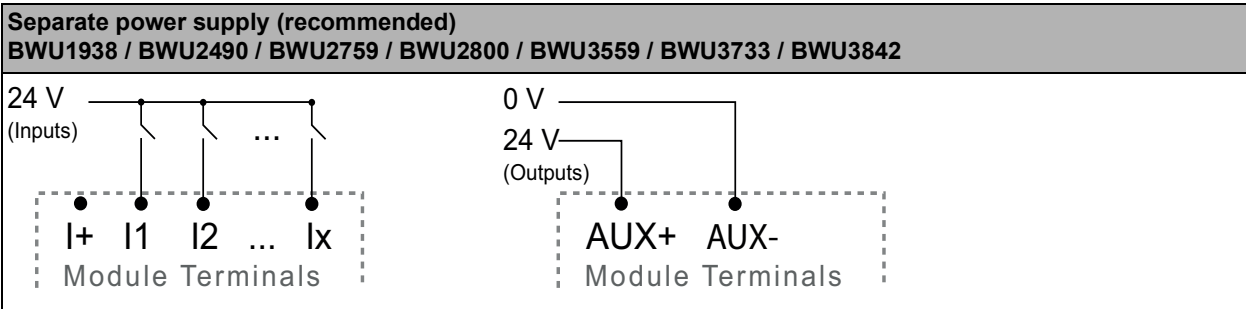 Separate power supply (recommended)
BWU1938 / BWU2490 / BWU2759 / BWU2800 / BWU3559 / BWU3733 / BWU3842
24 V
(Inputs)
...
I+ I1 I2 ... Ix
Module Terminals
0 V
24 V
(Outputs)
AUX+ AUX-
Module Terminals